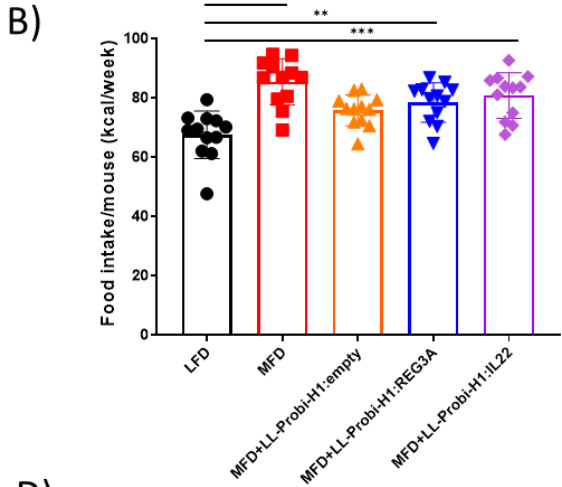 B)
**
***
Food intake/mouse (kcal/week)
100
80
60
40
20
0
LFD
MFD
MFD+LL-Probi-H1:empty
MFD+LL-Probi-H1:REG3A
MFD+LL-Probi-H1:IL22
D)